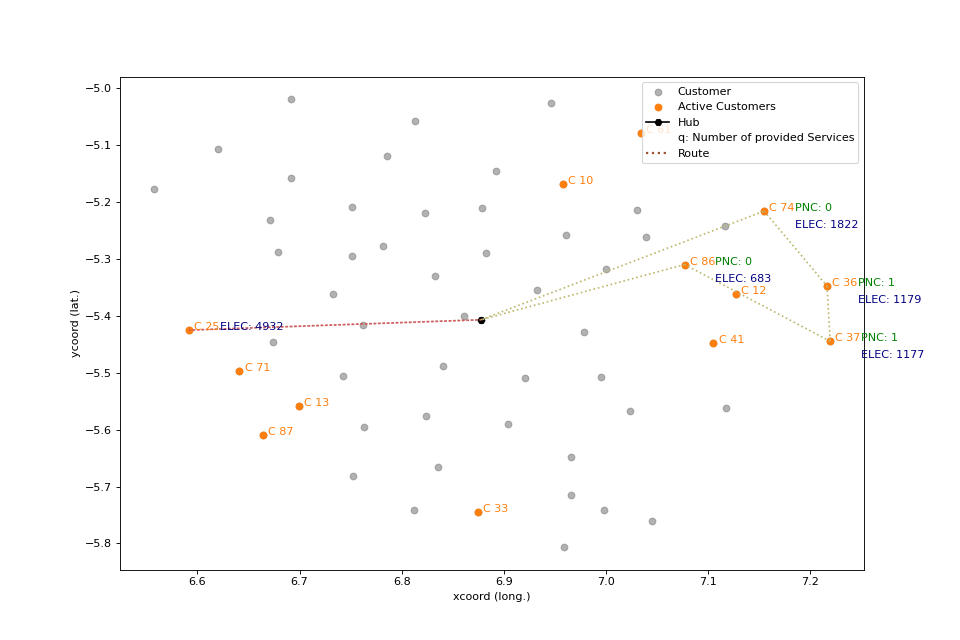 −5.0
−5.1
−5.2
−5.3
−5.4
−5.5
−5.6
−5.7
−5.8
ycoord (lat.)
6.6
6.7
6.8
6.9
7.0
7.1
7.2
xcoord (long.)
Customer
Active Customers
Hub
q: Number of provided Services
Route
C 10
C 74 PNC: 0
ELEC: 1822
C 86 PNC: 0
ELEC: 683
C 12
C 36 PNC: 1
ELEC: 1179
C 25 ELEC: 4932
C 41
C 37 PNC: 1
ELEC: 1177
C 71
C 13
C 87
C 33